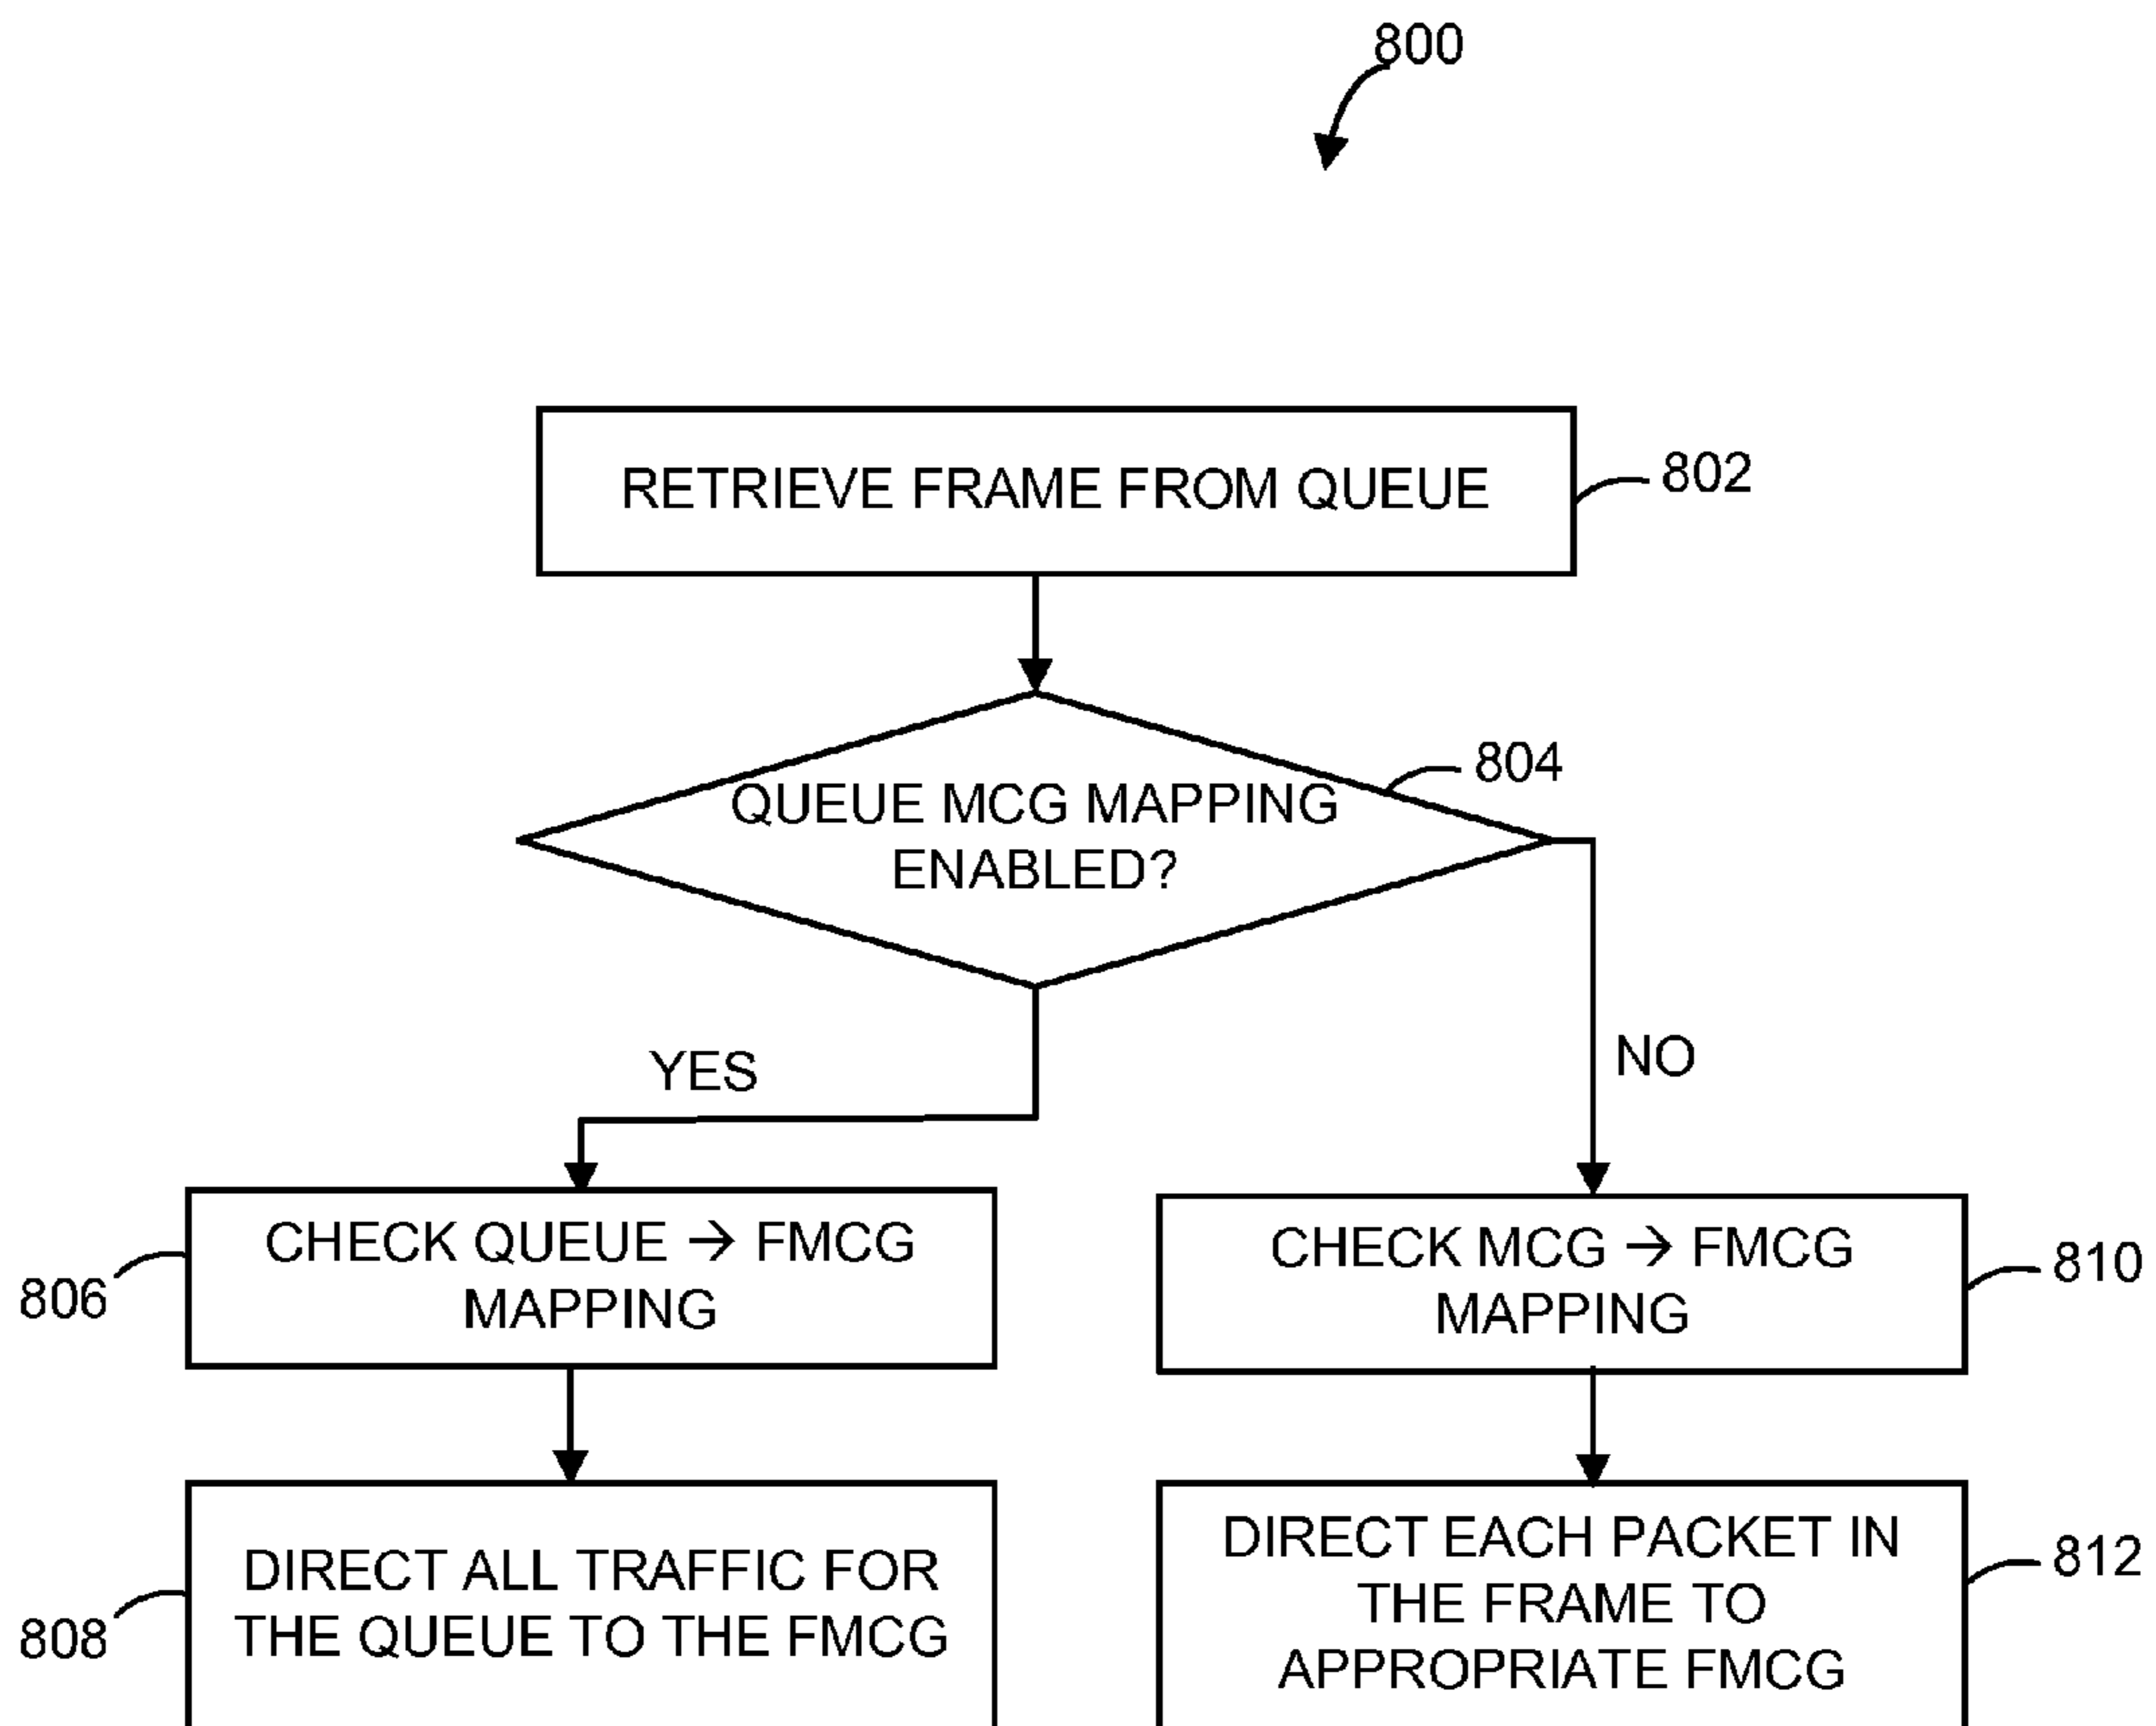 800
RETRIEVE FRAME FROM QUEUE
802
804
QUEUE MCG MAPPING
ENABLED?
YES
NO
CHECK QUEUE → FMCG
MAPPING
806
CHECK MCG → FMCG
MAPPING
810
DIRECT ALL TRAFFIC FOR
THE QUEUE TO THE FMCG
808
DIRECT EACH PACKET IN
THE FRAME TO
APPROPRIATE FMCG
812